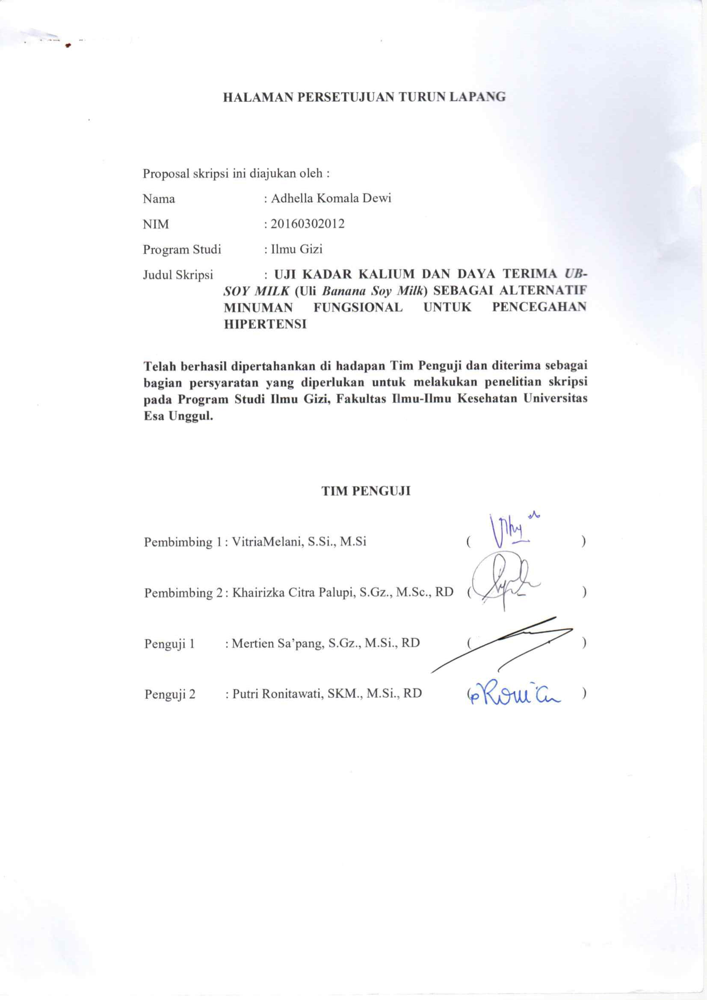 HALAMAN PERSETUJUAN TURUN LAPANG
Proposal skripsi ini diajukan oleh :
Nama : Adhella Komala Dewi
NIM : 20160302012
Program Studi : Ilmu Gizi
Judul Skripsi : UJI KADAR KALIUM DAN DAYA TERIMA UB-
SOY MILK (Uli Banana Soy Milk) SEBAGAI ALTERNATIF
MINUMAN FUNGSIONAL UNTUK PENCEGAHAN
HIPERTENSI
Telah berhasil dipertahankan di hadapan Tim Penguji dan diterima sebagai
bagian persyaratan yang diperlukan untuk melakukan penelitian skripsi
pada Program Studi Ilmu Gizi, Fakultas Ilmu-Ilmu Kesehatan Universitas
Esa Unggul.
TIM PENGUJI
Pembimbing 1 : VitriaMelani, S.Si., M.Si ( )
Pembimbing 2 : Khairizka Citra Palupi, S.Gz., M.Sc., RD ( )
Penguji 1 : Mertien Sa'pang, S.Gz., M.Si., RD ( )
Penguji 2 : Putri Ronitawati, SKM., M.Si., RD ( )